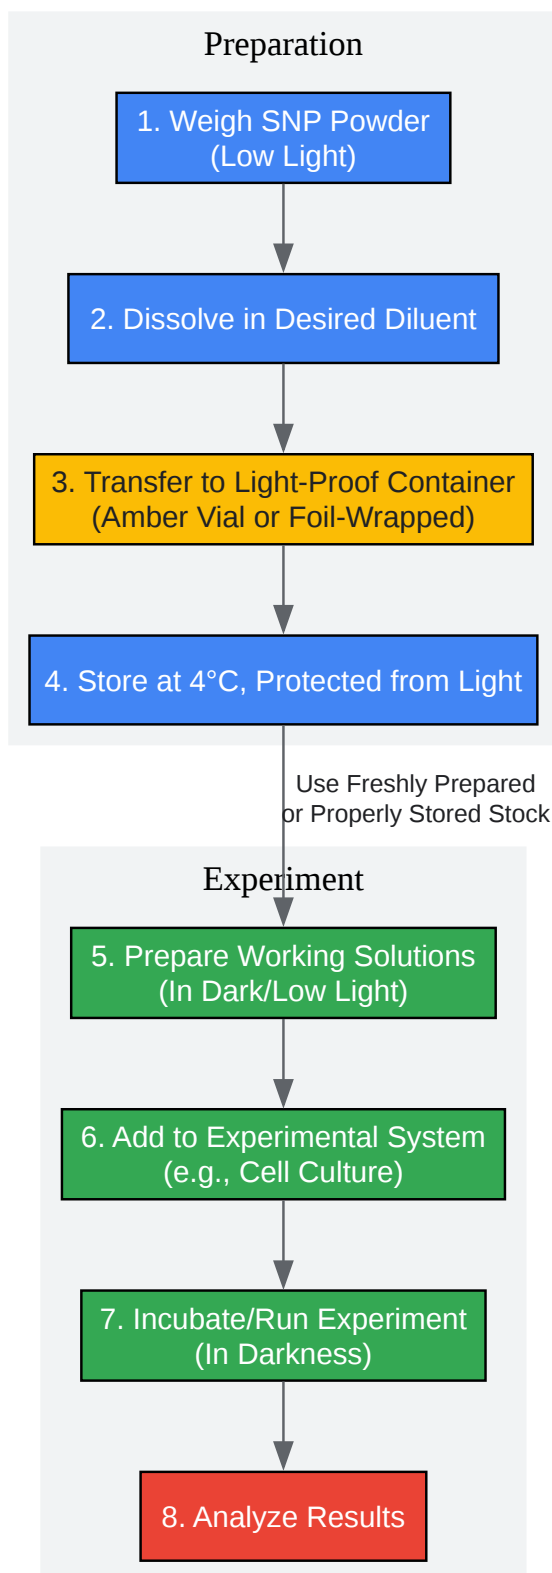 Preparation
1. Weigh SNP Powder
(Low Light)
2. Dissolve in Desired Diluent
3. Transfer to Light-Proof Container
(Amber Vial or Foil-Wrapped)
4. Store at 4°C, Protected from Light
Use Freshly Prepared
or Properly Stored Stock
Experiment
5. Prepare Working Solutions
(In Dark/Low Light)
6. Add to Experimental System
(e.g., Cell Culture)
7. Incubate/Run Experiment
(In Darkness)
8. Analyze Results